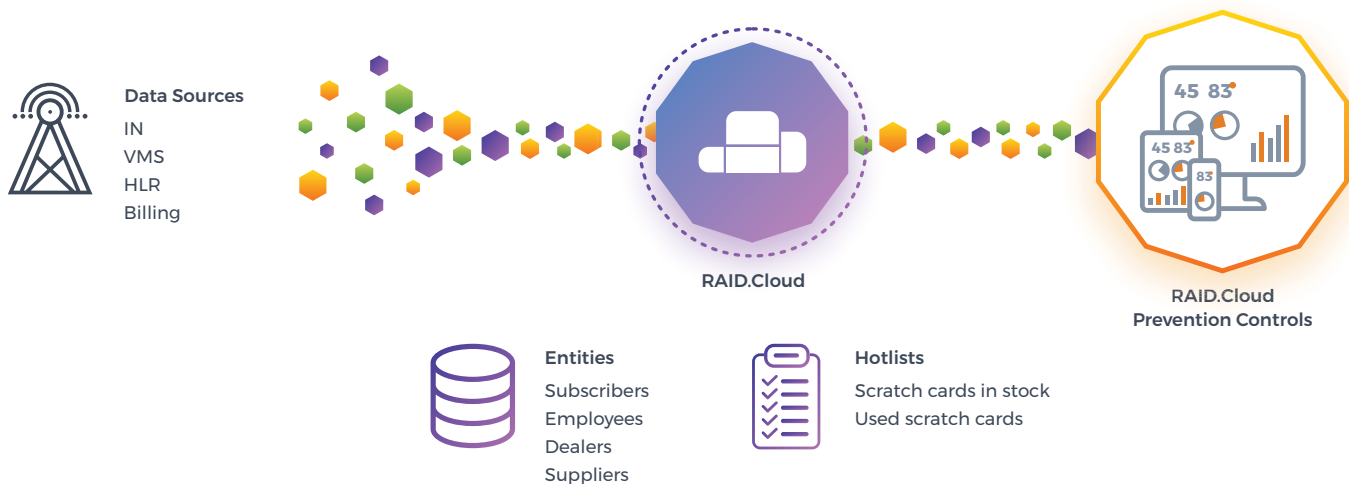 Data Sources
IN
VMS
HLR
Billing
RAID.Cloud
45 83°
45 83°
83°
RAID.Cloud
Prevention Controls
Entities
Subscribers
Employees
Dealers
Suppliers
Hotlists
Scratch cards in stock
Used scratch cards